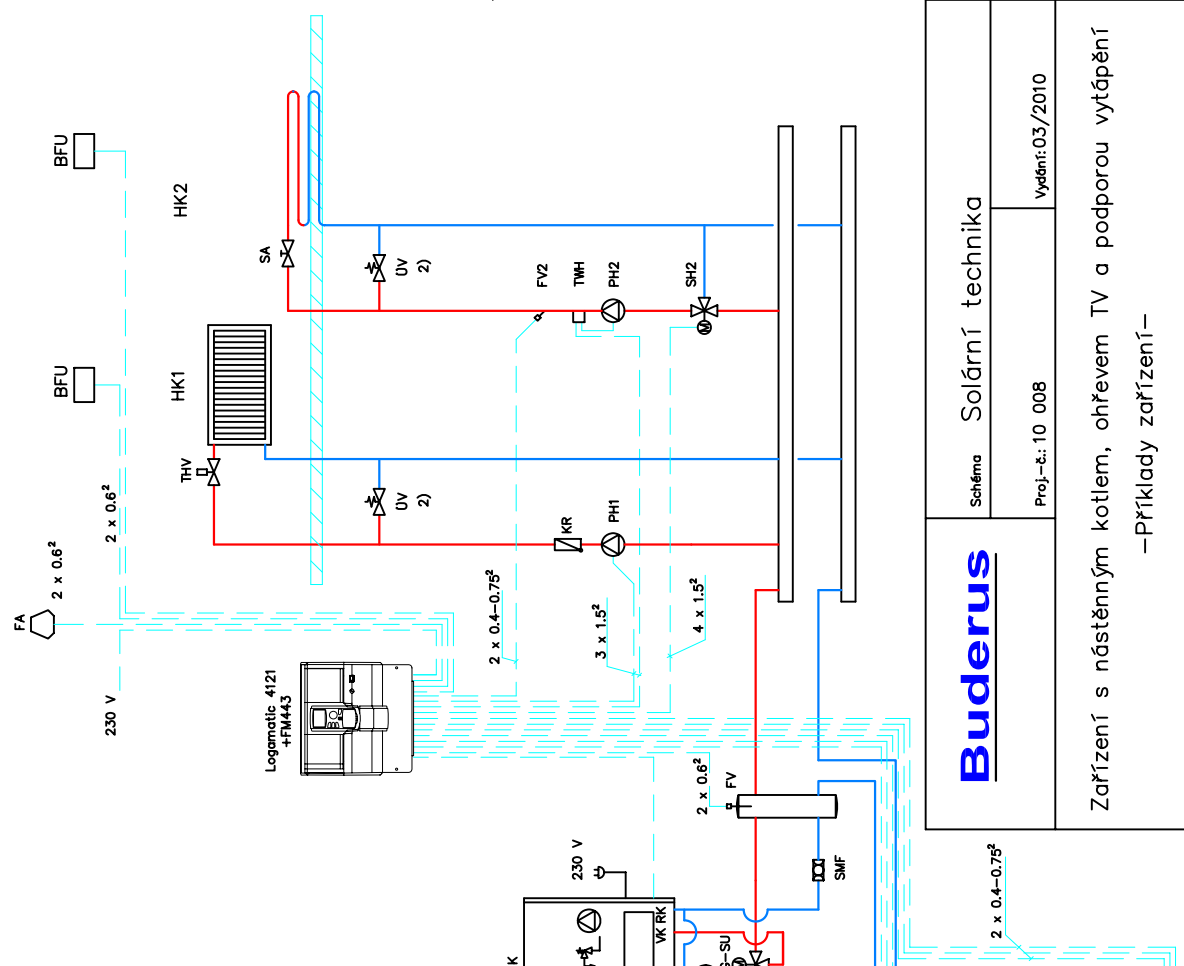 BFU
HK2
SA
ÜV
2)
FV2
TWH
PH2
SH2
M
BFU
HK1
THV
ÜV
2)
KR
PH1
2 x 0.6²
FA
2 x 0.6²
230 V
Logamatic 4121
+FM443
2 x 0.4-0.75²
3 x 1.5²
4 x 1.5²
2 x 0.6²
FV
230 V
SMF
VK RK
K
-SU
2 x 0.4-0.75²
Buderus
Schéma Solární technika
Proj.-č.: 10 008
Vydání:03/2010
Zařízení s nástěnným kotlem, ohřevem TV a podporou vytápění
-Příklady zařízení-